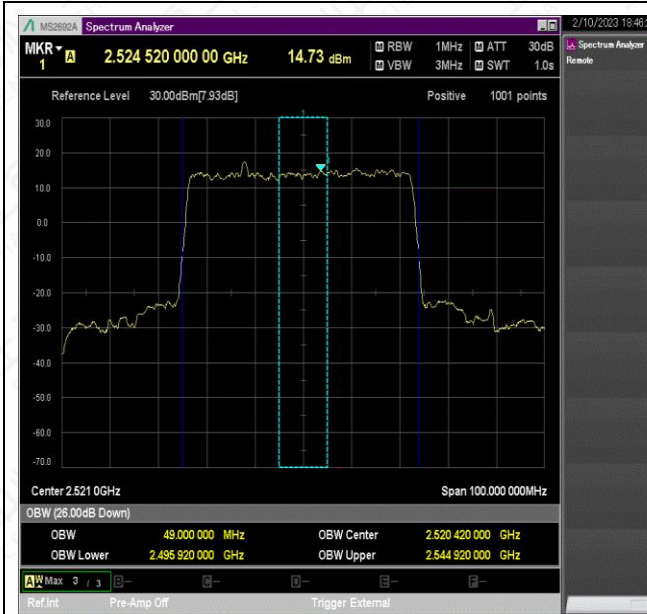 MS2692A Spectrum Analyzer
2/10/2023 18:46:
MKR 1 A 2.524 520 000 00 GHz 14.73 dBm
M RBW 1MHz M ATT 30dB
M VBW 3MHz M SWT 1.0s
Spectrum Analyzer
Remote
Reference Level 30.00dBm[7.93dB] Positive 1001 points
30.0
20.0
10.0
0.0
-10.0
-20.0
-30.0
-40.0
-50.0
-60.0
-70.0
Center 2.521 0GHz Span 100.000 000MHz
OBW (26.00dB Down)
OBW 49.000 000 MHz OBW Center 2.520 420 000 GHz
OBW Lower 2.495 920 000 GHz OBW Upper 2.544 920 000 GHz
A W Max 3 / 3 B- C- D- E- F-
Ref.Int Pre-Amp Off Trigger External